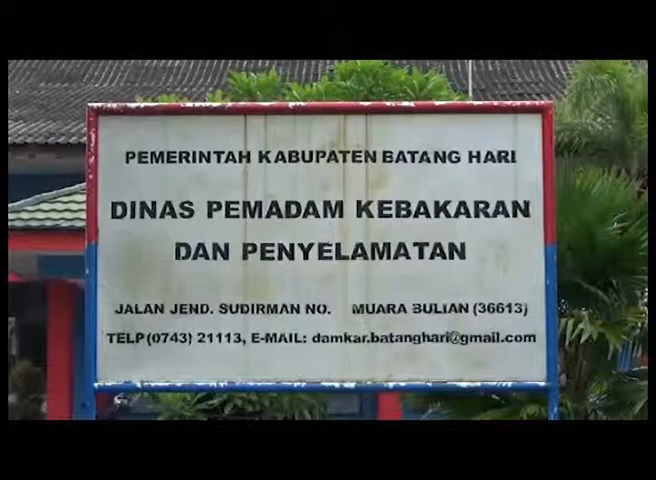 PEMERINTAH KABUPATEN BATANG HARI
DINAS PEMADAM KEBAKARAN
DAN PENYELAMATAN
JALAN JEND. SUDIRMAN NO. MUARA BULIAN (36613)
TELP(0743) 21113, E-MAIL: damkar.batanghari@gmail.com